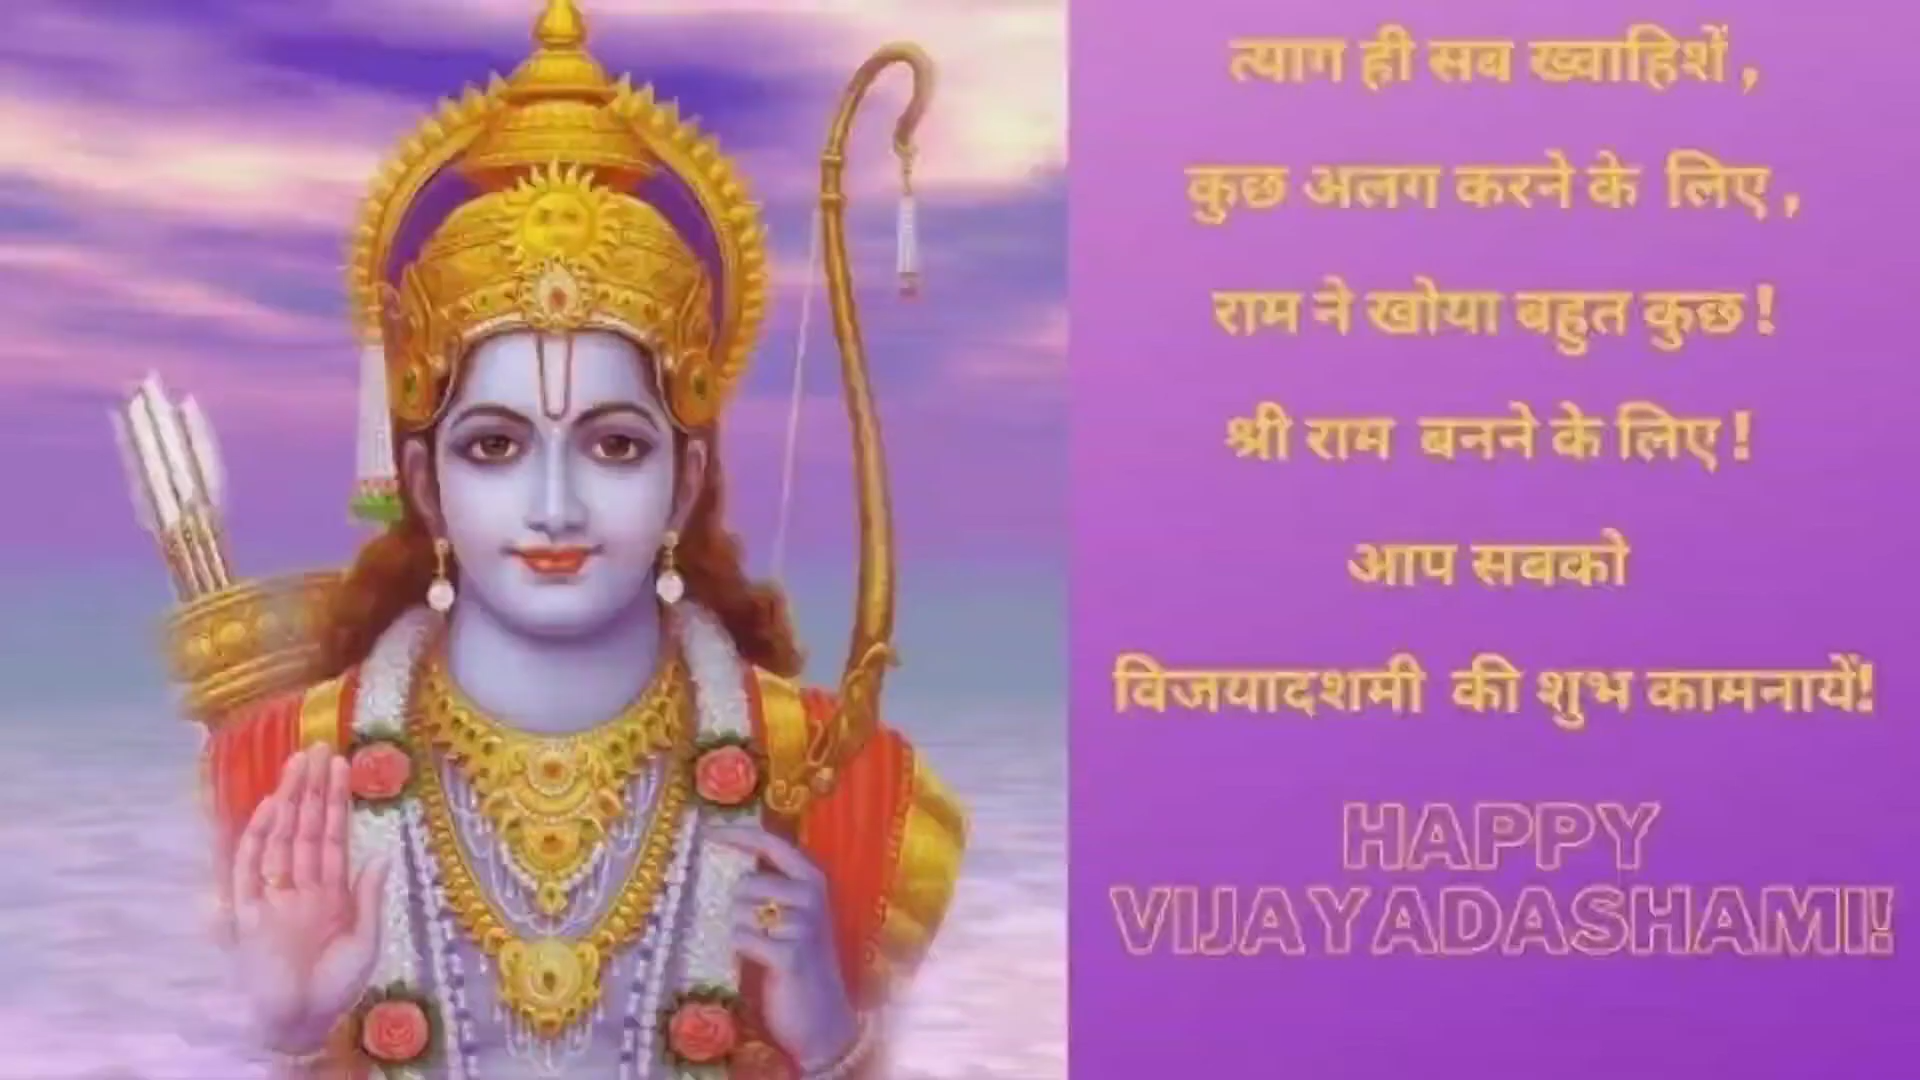 त्याग ही सब ख्वाहिशें ,
कुछ अलग करने के लिए ,
राम ने खोया बहुत कुछ !
श्री राम बनने के लिए !
आप सबको
विजयादशमी की शुभ कामनायें!
HAPPY
VIJAYADASHAMI!